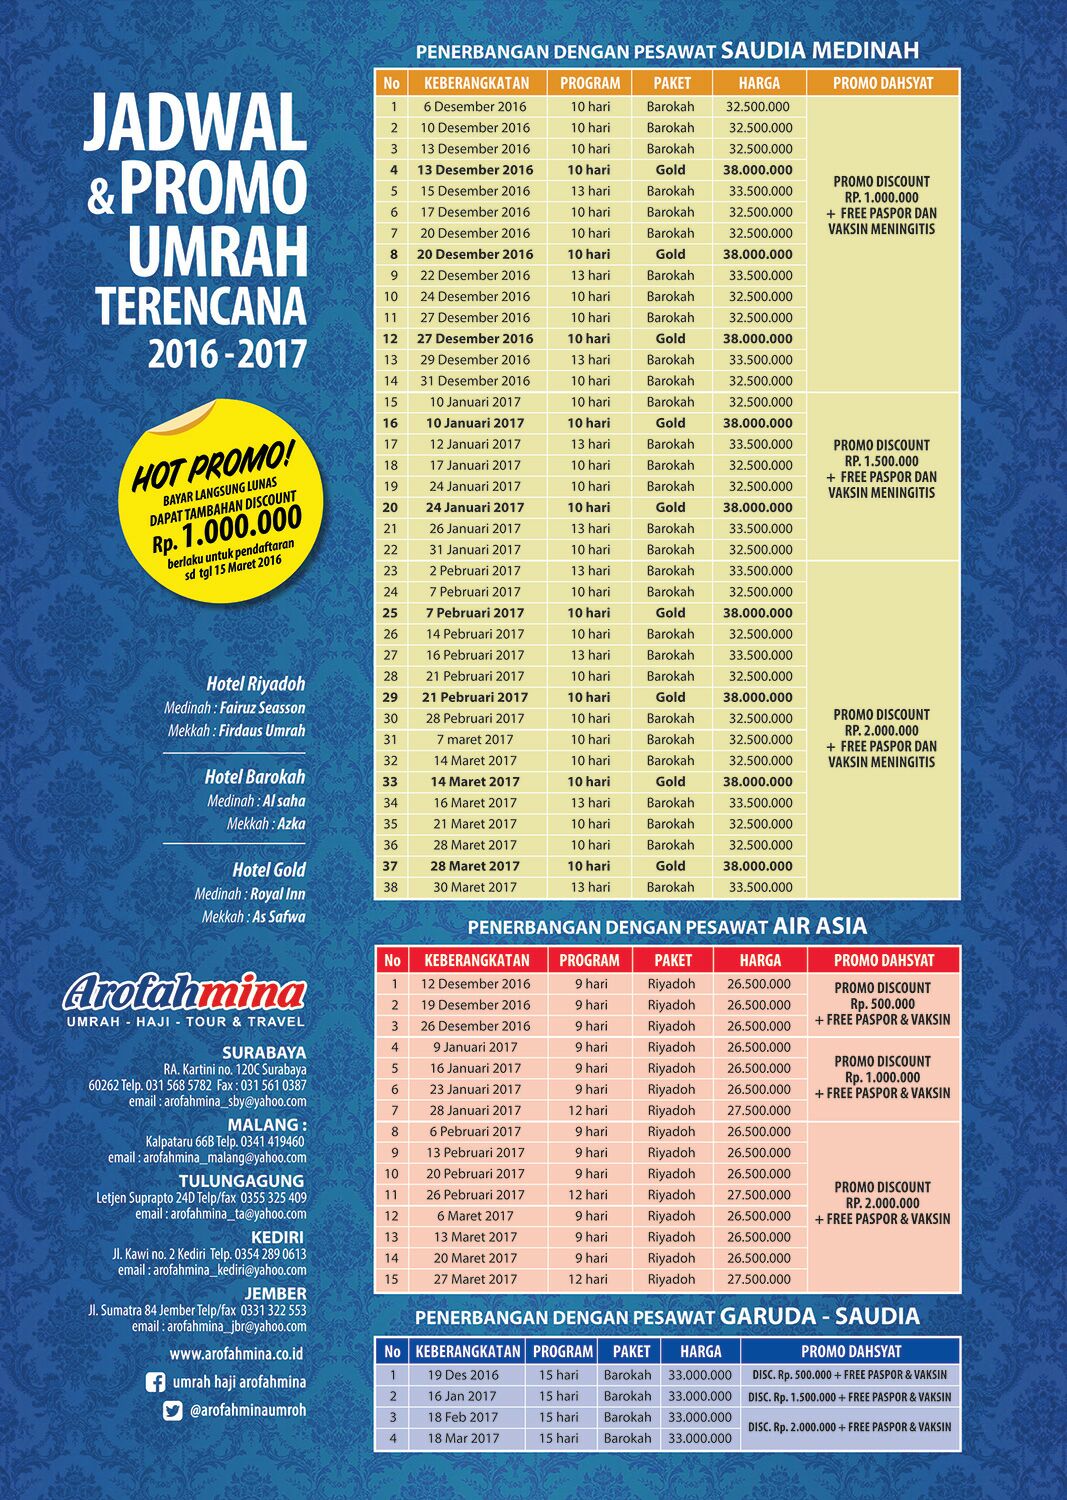 JADWAL
&PROMO
UMRAH
TERENCANA
2016 - 2017
HOT PROMO!
BAYAR LANGSUNG LUNAS
DAPAT TAMBAHAN DISCOUNT
Rp. 1.000.000
berlaku untuk pendaftaran
sd tgl 15 Maret 2016
Hotel Riyadoh
Medinah : Fairuz Seasson
Mekkah : Firdaus Umrah
Hotel Barokah
Medinah : Al saha
Mekkah : Azka
Hotel Gold
Medinah : Royal Inn
Mekkah : As Safwa
Arofahmina
UMRAH - HAJI - TOUR & TRAVEL
SURABAYA
RA. Kartini no. 120C Surabaya
60262 Telp. 031 568 5782 Fax : 031 561 0387
email : arofahmina_sby@yahoo.com
MALANG :
Kalpataru 66B Telp. 0341 419460
email : arofahmina_malang@yahoo.com
TULUNGAGUNG
Letjen Suprapto 24D Telp/fax 0355 325 409
email : arofahmina_ta@yahoo.com
KEDIRI
Jl. Kawi no. 2 Kediri Telp. 0354 289 0613
email : arofahmina_kediri@yahoo.com
JEMBER
Jl. Sumatra 84 Jember Telp/fax 0331 322 553
email : arofahmina_jbr@yahoo.com
www.arofahmina.co.id
umrah haji arofahmina
@arofahminaumroh
PENERBANGAN DENGAN PESAWAT SAUDIA MEDINAH
No KEBERANGKATAN PROGRAM PAKET HARGA PROMO DAHSYAT
1 6 Desember 2016 10 hari Barokah 32.500.000
2 10 Desember 2016 10 hari Barokah 32.500.000
3 13 Desember 2016 10 hari Barokah 32.500.000
4 13 Desember 2016 10 hari Gold 38.000.000
5 15 Desember 2016 13 hari Barokah 33.500.000
6 17 Desember 2016 10 hari Barokah 32.500.000
7 20 Desember 2016 10 hari Barokah 32.500.000
8 20 Desember 2016 10 hari Gold 38.000.000
9 22 Desember 2016 13 hari Barokah 33.500.000
10 24 Desember 2016 10 hari Barokah 32.500.000
11 27 Desember 2016 10 hari Barokah 32.500.000
12 27 Desember 2016 10 hari Gold 38.000.000
13 29 Desember 2016 13 hari Barokah 33.500.000
14 31 Desember 2016 10 hari Barokah 32.500.000
PROMO DISCOUNT
RP. 1.000.000
+ FREE PASPOR DAN
VAKSIN MENINGITIS
15 10 Januari 2017 10 hari Barokah 32.500.000
16 10 Januari 2017 10 hari Gold 38.000.000
17 12 Januari 2017 13 hari Barokah 33.500.000
18 17 Januari 2017 10 hari Barokah 32.500.000
19 24 Januari 2017 10 hari Barokah 32.500.000
20 24 Januari 2017 10 hari Gold 38.000.000
21 26 Januari 2017 13 hari Barokah 33.500.000
22 31 Januari 2017 10 hari Barokah 32.500.000
PROMO DISCOUNT
RP. 1.500.000
+ FREE PASPOR DAN
VAKSIN MENINGITIS
23 2 Pebruari 2017 13 hari Barokah 33.500.000
24 7 Pebruari 2017 10 hari Barokah 32.500.000
25 7 Pebruari 2017 10 hari Gold 38.000.000
26 14 Pebruari 2017 10 hari Barokah 32.500.000
27 16 Pebruari 2017 13 hari Barokah 33.500.000
28 21 Pebruari 2017 10 hari Barokah 32.500.000
29 21 Pebruari 2017 10 hari Gold 38.000.000
30 28 Pebruari 2017 10 hari Barokah 32.500.000
31 7 maret 2017 10 hari Barokah 32.500.000
32 14 Maret 2017 10 hari Barokah 32.500.000
33 14 Maret 2017 10 hari Gold 38.000.000
34 16 Maret 2017 13 hari Barokah 33.500.000
35 21 Maret 2017 10 hari Barokah 32.500.000
36 28 Maret 2017 10 hari Barokah 32.500.000
37 28 Maret 2017 10 hari Gold 38.000.000
38 30 Maret 2017 13 hari Barokah 33.500.000
PROMO DISCOUNT
RP. 2.000.000
+ FREE PASPOR DAN
VAKSIN MENINGITIS
PENERBANGAN DENGAN PESAWAT AIR ASIA
No KEBERANGKATAN PROGRAM PAKET HARGA PROMO DAHSYAT
1 12 Desember 2016 9 hari Riyadoh 26.500.000
2 19 Desember 2016 9 hari Riyadoh 26.500.000
3 26 Desember 2016 9 hari Riyadoh 26.500.000
PROMO DISCOUNT
Rp. 500.000
+ FREE PASPOR & VAKSIN
4 9 Januari 2017 9 hari Riyadoh 26.500.000
5 16 Januari 2017 9 hari Riyadoh 26.500.000
6 23 Januari 2017 9 hari Riyadoh 26.500.000
7 28 Januari 2017 12 hari Riyadoh 27.500.000
PROMO DISCOUNT
Rp. 1.000.000
+ FREE PASPOR & VAKSIN
8 6 Pebruari 2017 9 hari Riyadoh 26.500.000
9 13 Pebruari 2017 9 hari Riyadoh 26.500.000
10 20 Pebruari 2017 9 hari Riyadoh 26.500.000
11 26 Pebruari 2017 12 hari Riyadoh 27.500.000
12 6 Maret 2017 9 hari Riyadoh 26.500.000
13 13 Maret 2017 9 hari Riyadoh 26.500.000
14 20 Maret 2017 9 hari Riyadoh 26.500.000
15 27 Maret 2017 12 hari Riyadoh 27.500.000
PROMO DISCOUNT
RP. 2.000.000
+ FREE PASPOR & VAKSIN
PENERBANGAN DENGAN PESAWAT GARUDA - SAUDIA
No KEBERANGKATAN PROGRAM PAKET HARGA PROMO DAHSYAT
1 19 Des 2016 15 hari Barokah 33.000.000 DISC. Rp. 500.000 + FREE PASPOR & VAKSIN
2 16 Jan 2017 15 hari Barokah 33.000.000 DISC. Rp. 1.500.000 + FREE PASPOR & VAKSIN
3 18 Feb 2017 15 hari Barokah 33.000.000
4 18 Mar 2017 15 hari Barokah 33.000.000
DISC. Rp. 2.000.000 + FREE PASPOR & VAKSIN